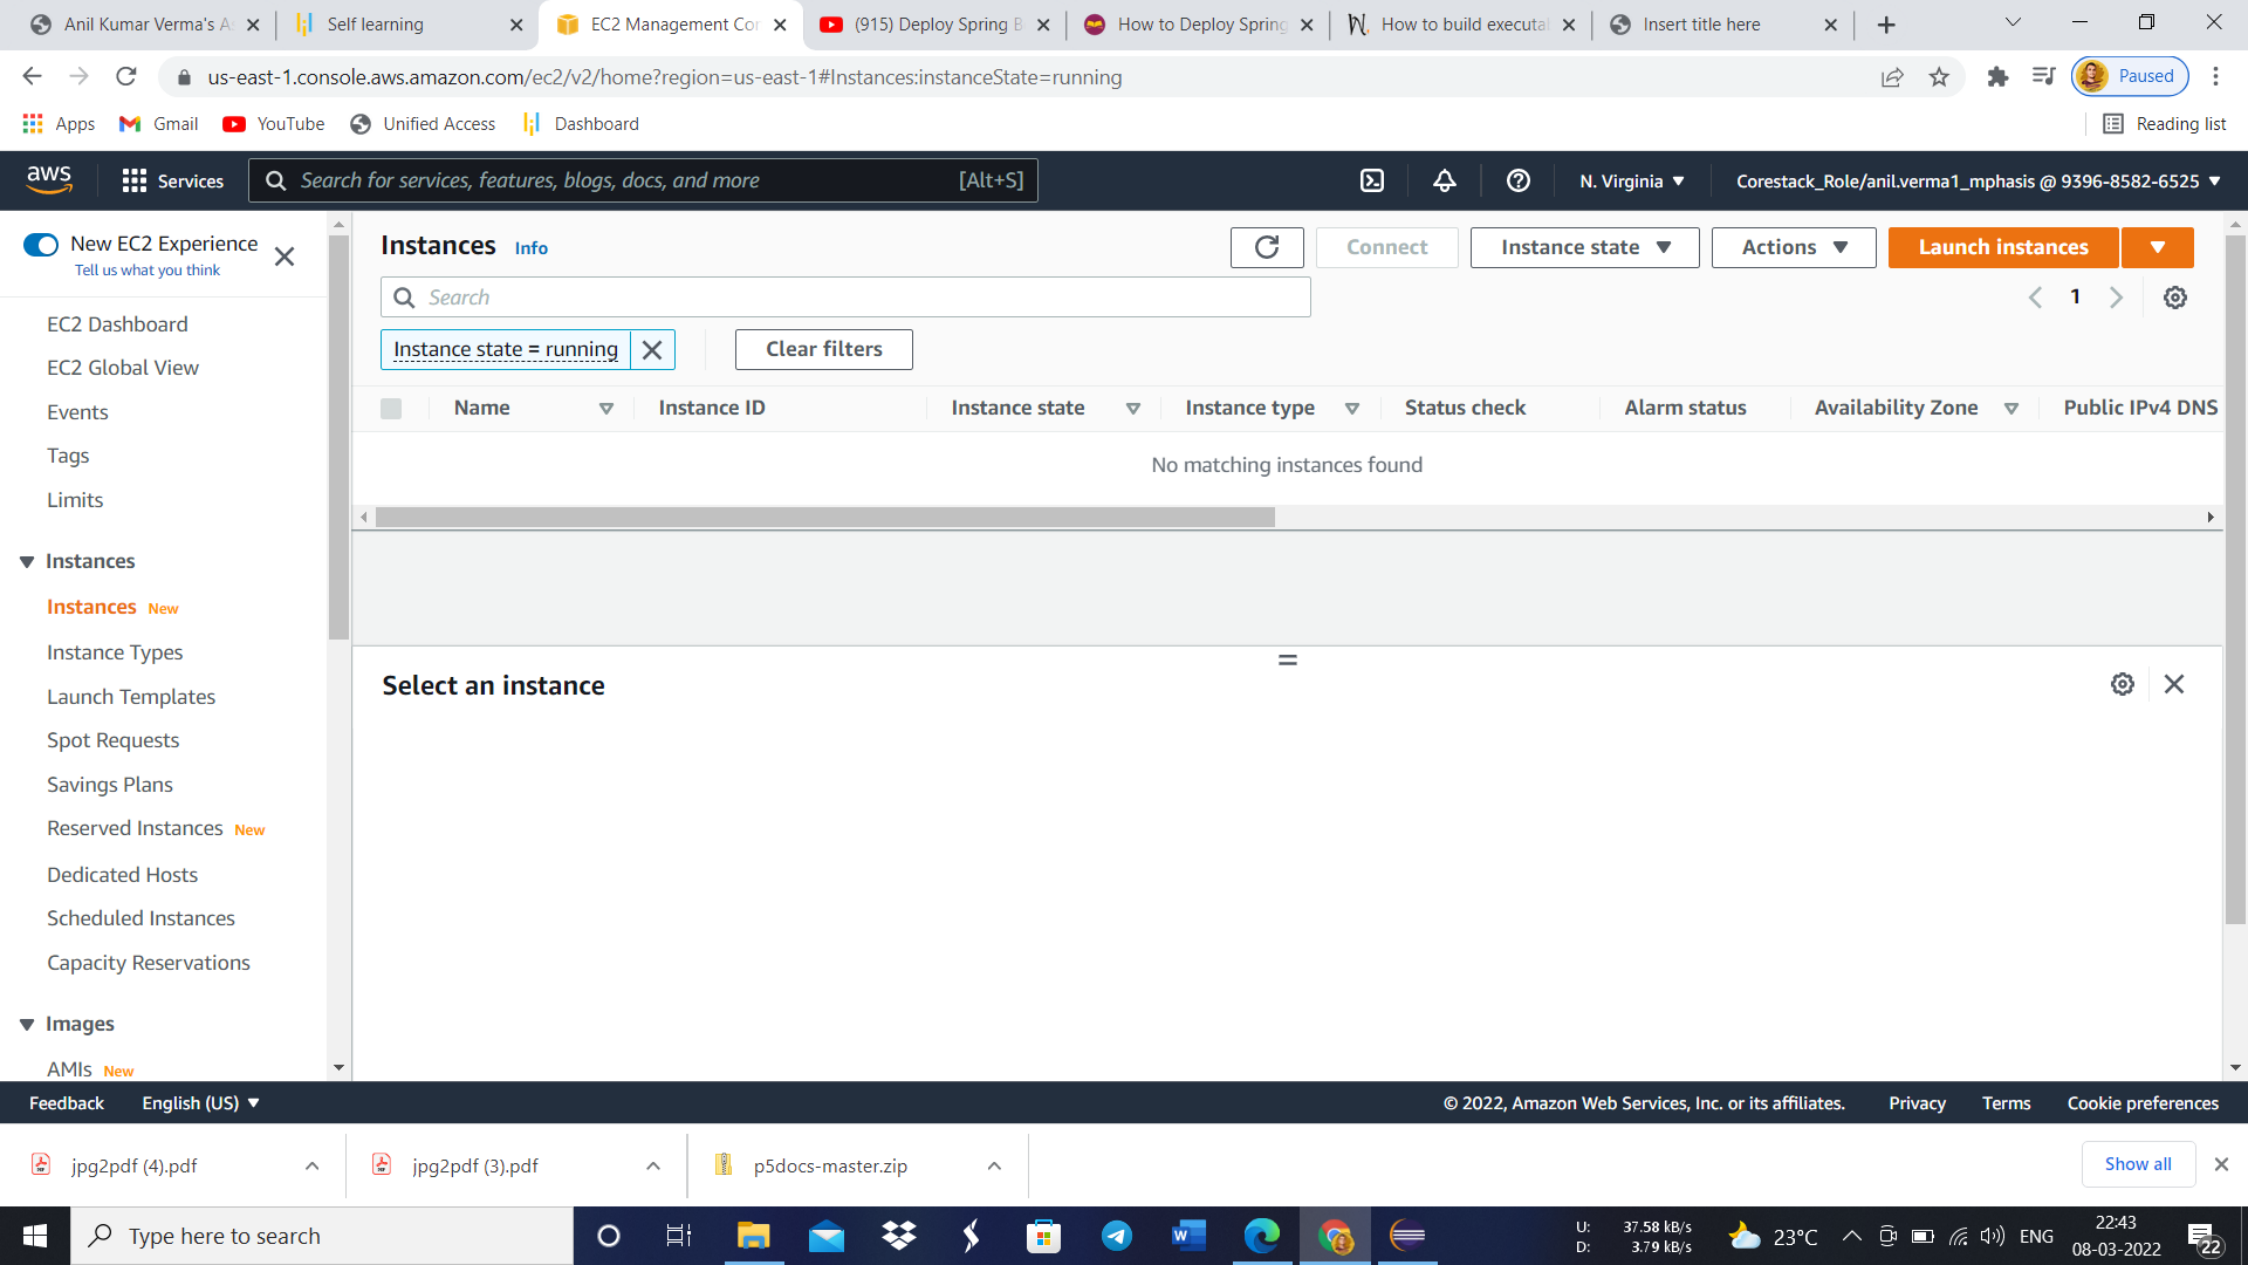 Anil Kumar Verma's A
Self learning
EC2 Management Con
(915) Deploy Spring B
How to Deploy Spring
How to build executal
Insert title here
us-east-1.console.aws.amazon.com/ec2/v2/home?region=us-east-1#Instances:instanceState=running
Paused
Apps
Gmail
YouTube
Unified Access
Dashboard
Reading list
aws
Services
Search for services, features, blogs, docs, and more
[Alt+S]
N. Virginia
Corestack_Role/anil.verma1_mphasis @ 9396-8582-6525
New EC2 Experience
Tell us what you think
EC2 Dashboard
EC2 Global View
Events
Tags
Limits
Instances
Instances New
Instance Types
Launch Templates
Spot Requests
Savings Plans
Reserved Instances New
Dedicated Hosts
Scheduled Instances
Capacity Reservations
Images
AMIs New
Instances Info
Connect
Instance state
Actions
Launch instances
Search
1
Instance state = running
Clear filters
Name
Instance ID
Instance state
Instance type
Status check
Alarm status
Availability Zone
Public IPv4 DNS
No matching instances found
Select an instance
Feedback
English (US)
© 2022, Amazon Web Services, Inc. or its affiliates.
Privacy
Terms
Cookie preferences
jpg2pdf (4).pdf
jpg2pdf (3).pdf
p5docs-master.zip
Show all
Type here to search
U: 37.58 kB/s
D: 3.79 kB/s
23°C
ENG
22:43
08-03-2022
22